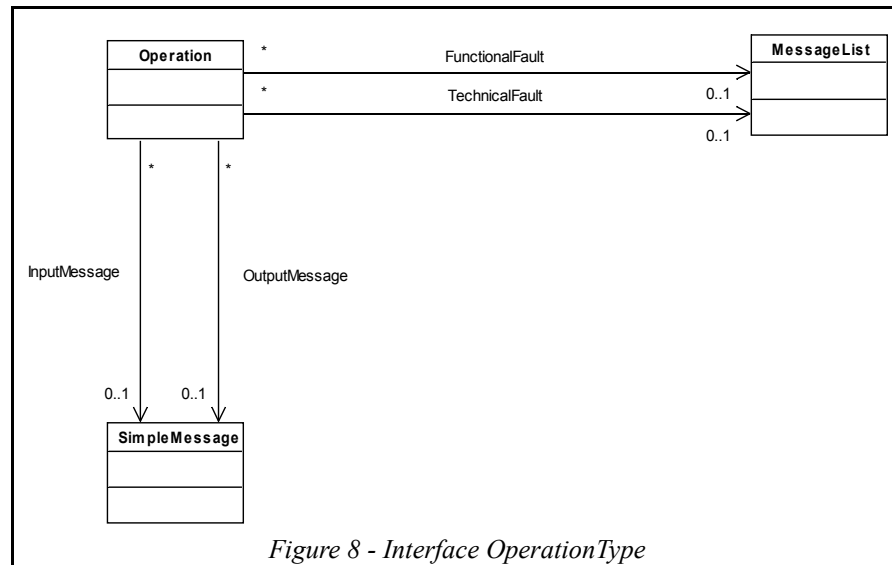 Operation
*
FunctionalFault
MessageList
*
TechnicalFault
0..1
0..1
*
*
InputMessage
OutputMessage
0..1
0..1
SimpleMessage
Figure 8 - Interface OperationType